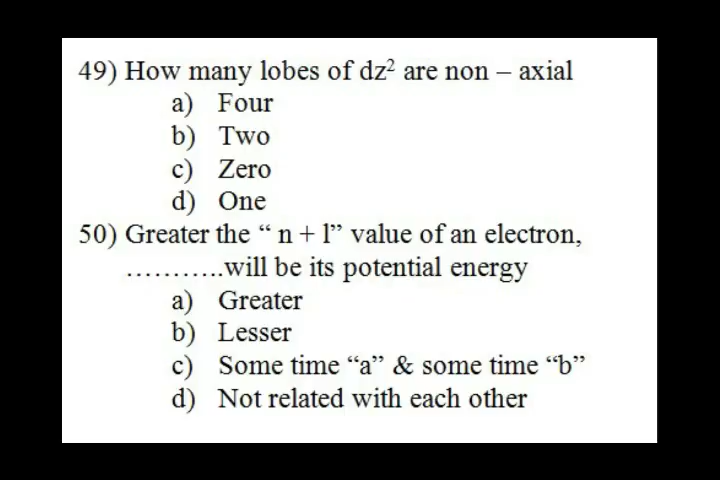 49) How many lobes of dz² are non – axial
a) Four
b) Two
c) Zero
d) One
50) Greater the “ n + l” value of an electron,
...........will be its potential energy
a) Greater
b) Lesser
c) Some time “a” & some time “b”
d) Not related with each other